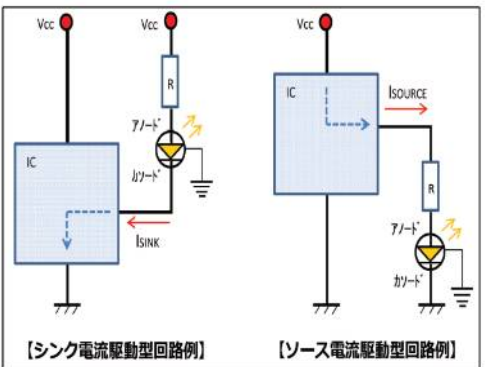 Vcc
Vcc
R
アノード
カソード
IC
ISINK
【シンク電流駆動型回路例】
Vcc
IC
ISOURCE
R
アノード
カソード
【ソース電流駆動型回路例】